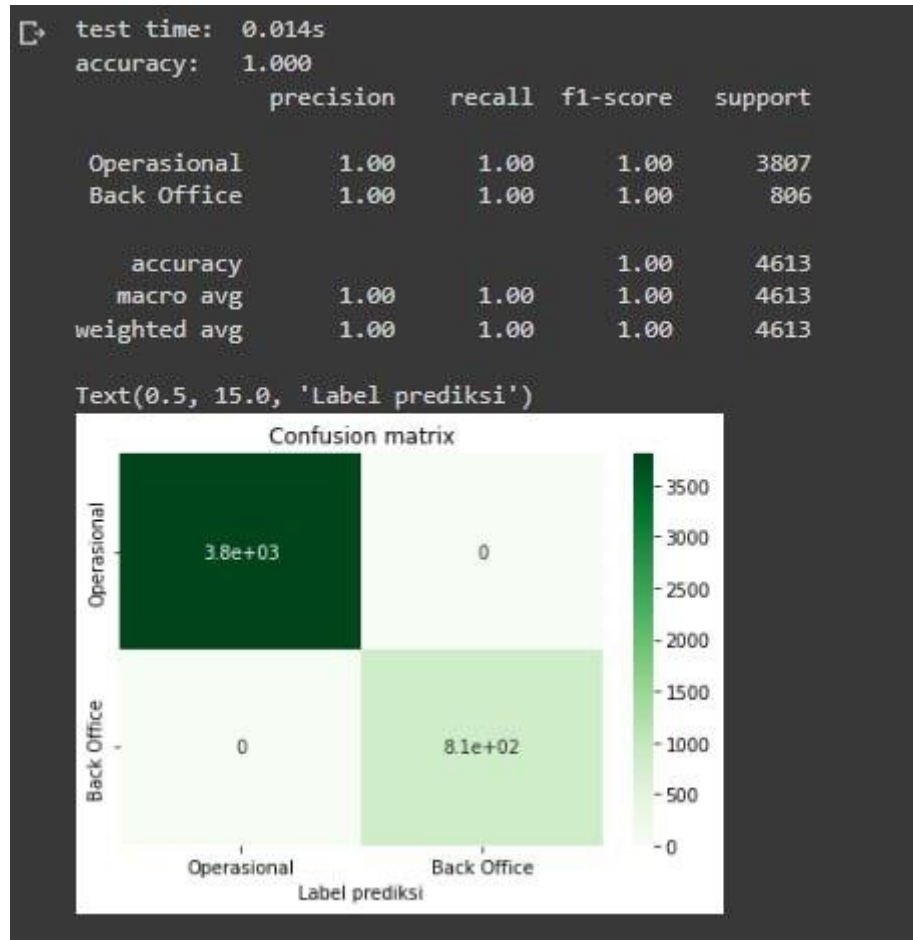 test time: 0.014s
accuracy: 1.000
precision recall f1-score support
Operasional 1.00 1.00 1.00 3807
Back Office 1.00 1.00 1.00 806
accuracy 1.00 4613
macro avg 1.00 1.00 1.00 4613
weighted avg 1.00 1.00 1.00 4613
Text(0.5, 15.0, 'Label prediksi')
Confusion matrix
Operasional
3.8e+03 0
Back Office
0 8.1e+02
Operasional Back Office
Label prediksi
3500
3000
2500
2000
1500
1000
500
0